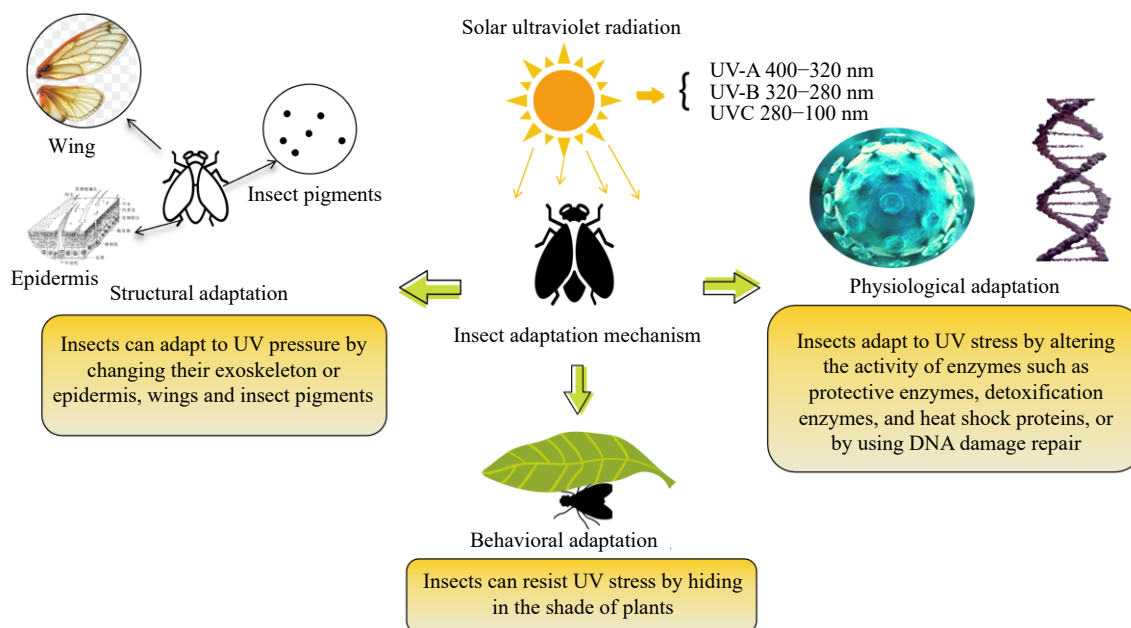 Solar ultraviolet radiation
UV-A 400−320 nm
UV-B 320−280 nm
UVC 280−100 nm
Wing
Insect pigments
Epidermis
Structural adaptation
Insects can adapt to UV pressure by
changing their exoskeleton or
epidermis, wings and insect pigments
Insect adaptation mechanism
Physiological adaptation
Insects adapt to UV stress by altering
the activity of enzymes such as
protective enzymes, detoxification
enzymes, and heat shock proteins, or
by using DNA damage repair
Behavioral adaptation
Insects can resist UV stress by hiding
in the shade of plants